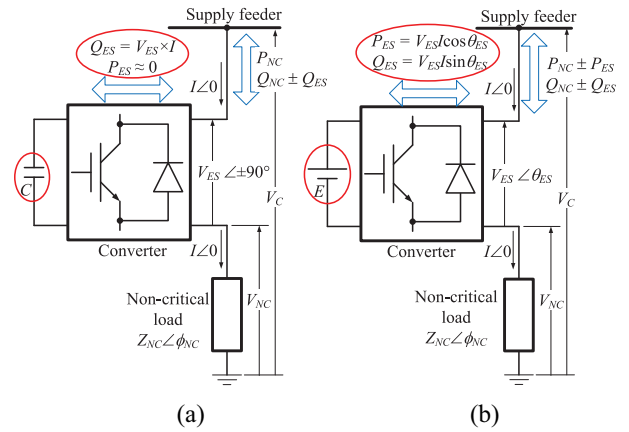 Supply feeder
Q_ES = V_ES×I
P_ES ≈ 0
P_NC
Q_NC ± Q_ES
I∠0
C
V_ES ∠±90°
V_C
Converter
I∠0
Non-critical
load
Z_NC∠ϕ_NC
V_NC
(a)
Supply feeder
P_ES = V_ES Icosθ_ES
Q_ES = V_ES Isinθ_ES
P_NC ± P_ES
Q_NC ± Q_ES
I∠0
E
V_ES ∠θ_ES
V_C
Converter
I∠0
Non-critical
load
Z_NC∠ϕ_NC
V_NC
(b)